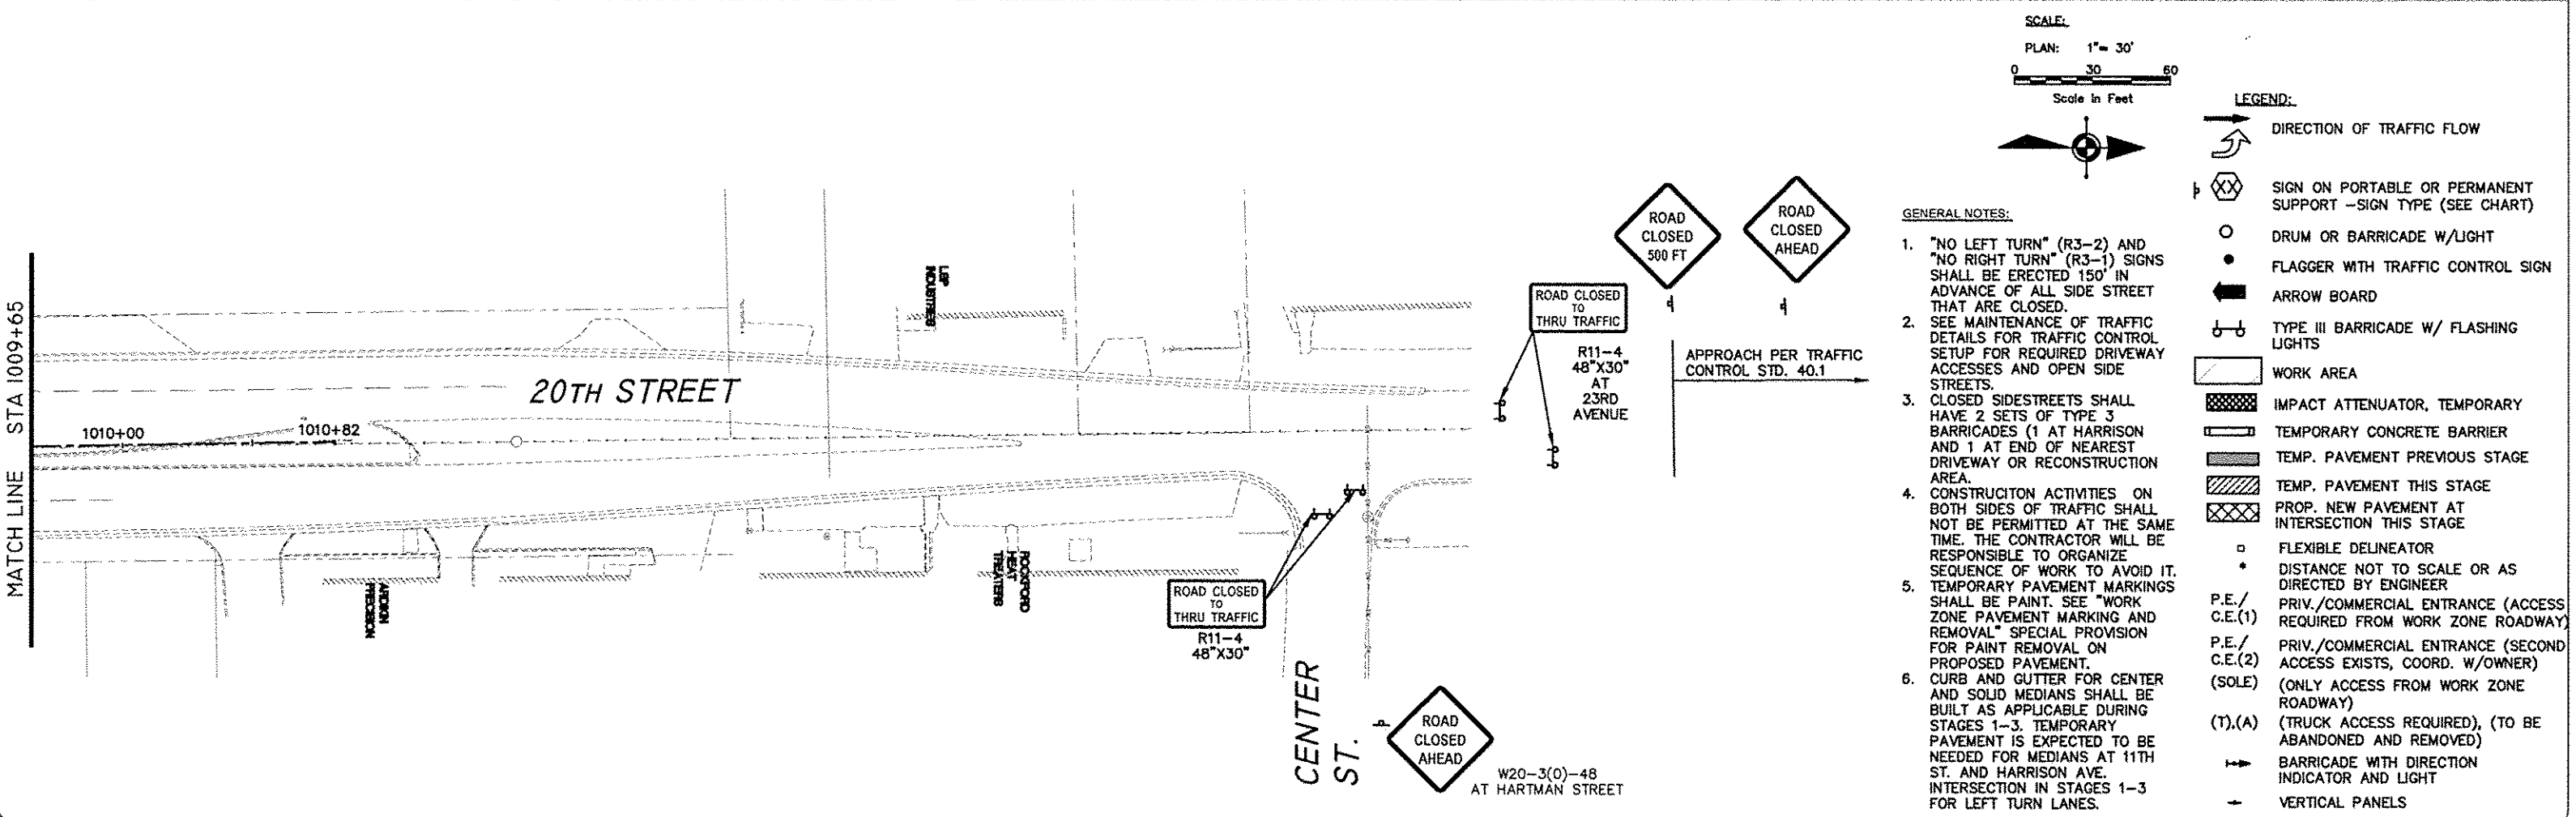 MATCH LINE STA 1009+65
1010+00
1010+82
20TH STREET
L&P
INDUSTRIES
ARDEKIN
PRECISION
ROCKFORD
HEAT
TREATERS
ROAD CLOSED
TO
THRU TRAFFIC
R11-4
48"X30"
CENTER
ST.
ROAD
CLOSED
AHEAD
W20-3(O)-48
AT HARTMAN STREET
ROAD CLOSED
TO
THRU TRAFFIC
R11-4
48"X30"
AT
23RD
AVENUE
ROAD
CLOSED
500 FT
ROAD
CLOSED
AHEAD
APPROACH PER TRAFFIC
CONTROL STD. 40.1
SCALE:
PLAN: 1"= 30'
0 30 60
Scale In Feet
GENERAL NOTES:
1. "NO LEFT TURN" (R3-2) AND
"NO RIGHT TURN" (R3-1) SIGNS
SHALL BE ERECTED 150' IN
ADVANCE OF ALL SIDE STREET
THAT ARE CLOSED.
2. SEE MAINTENANCE OF TRAFFIC
DETAILS FOR TRAFFIC CONTROL
SETUP FOR REQUIRED DRIVEWAY
ACCESSES AND OPEN SIDE
STREETS.
3. CLOSED SIDESTREETS SHALL
HAVE 2 SETS OF TYPE 3
BARRICADES (1 AT HARRISON
AND 1 AT END OF NEAREST
DRIVEWAY OR RECONSTRUCTION
AREA.
4. CONSTRUCITON ACTIVITIES ON
BOTH SIDES OF TRAFFIC SHALL
NOT BE PERMITTED AT THE SAME
TIME. THE CONTRACTOR WILL BE
RESPONSIBLE TO ORGANIZE
SEQUENCE OF WORK TO AVOID IT.
5. TEMPORARY PAVEMENT MARKINGS
SHALL BE PAINT. SEE "WORK
ZONE PAVEMENT MARKING AND
REMOVAL" SPECIAL PROVISION
FOR PAINT REMOVAL ON
PROPOSED PAVEMENT.
6. CURB AND GUTTER FOR CENTER
AND SOLID MEDIANS SHALL BE
BUILT AS APPLICABLE DURING
STAGES 1-3. TEMPORARY
PAVEMENT IS EXPECTED TO BE
NEEDED FOR MEDIANS AT 11TH
ST. AND HARRISON AVE.
INTERSECTION IN STAGES 1-3
FOR LEFT TURN LANES.
LEGEND:
DIRECTION OF TRAFFIC FLOW
XX SIGN ON PORTABLE OR PERMANENT
SUPPORT -SIGN TYPE (SEE CHART)
DRUM OR BARRICADE W/LIGHT
FLAGGER WITH TRAFFIC CONTROL SIGN
ARROW BOARD
TYPE III BARRICADE W/ FLASHING
LIGHTS
WORK AREA
IMPACT ATTENUATOR, TEMPORARY
TEMPORARY CONCRETE BARRIER
TEMP. PAVEMENT PREVIOUS STAGE
TEMP. PAVEMENT THIS STAGE
PROP. NEW PAVEMENT AT
INTERSECTION THIS STAGE
FLEXIBLE DELINEATOR
* DISTANCE NOT TO SCALE OR AS
DIRECTED BY ENGINEER
P.E./ PRIV./COMMERCIAL ENTRANCE (ACCESS
C.E.(1) REQUIRED FROM WORK ZONE ROADWAY)
P.E./ PRIV./COMMERCIAL ENTRANCE (SECOND
C.E.(2) ACCESS EXISTS, COORD. W/OWNER)
(SOLE) (ONLY ACCESS FROM WORK ZONE
ROADWAY)
(T),(A) (TRUCK ACCESS REQUIRED), (TO BE
ABANDONED AND REMOVED)
BARRICADE WITH DIRECTION
INDICATOR AND LIGHT
VERTICAL PANELS